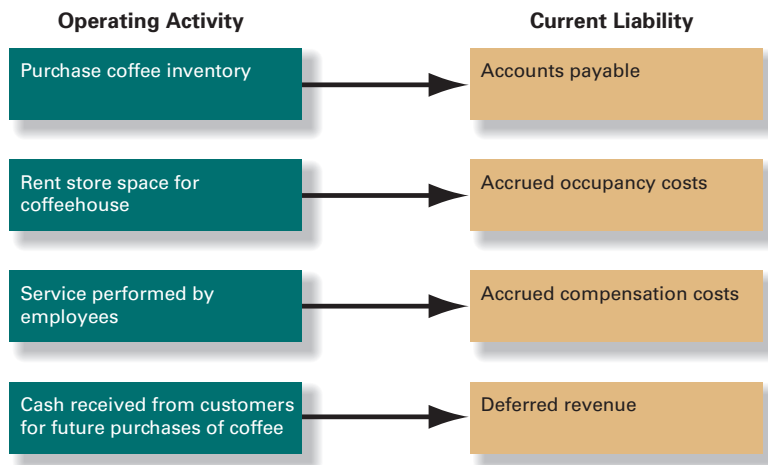 Operating Activity
Current Liability
Purchase coffee inventory
Accounts payable
Rent store space for
coffeehouse
Accrued occupancy costs
Service performed by
employees
Accrued compensation costs
Cash received from customers
for future purchases of coffee
Deferred revenue